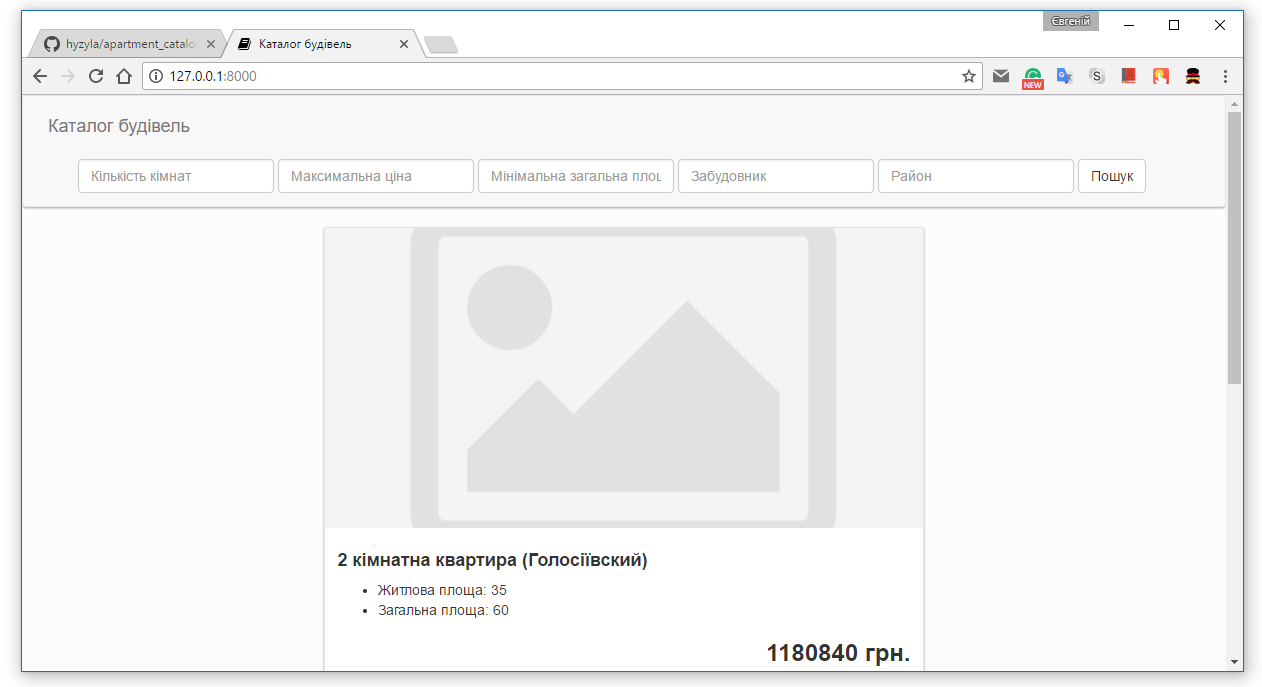 Євгеній
hyzyla/apartment_catalo
Каталог будівель
127.0.0.1:8000
NEW
Каталог будівель
Кількість кімнат
Максимальна ціна
Мінімальна загальна площ
Забудовник
Район
Пошук
2 кімнатна квартира (Голосіївский)
Житлова площа: 35
Загальна площа: 60
1180840 грн.